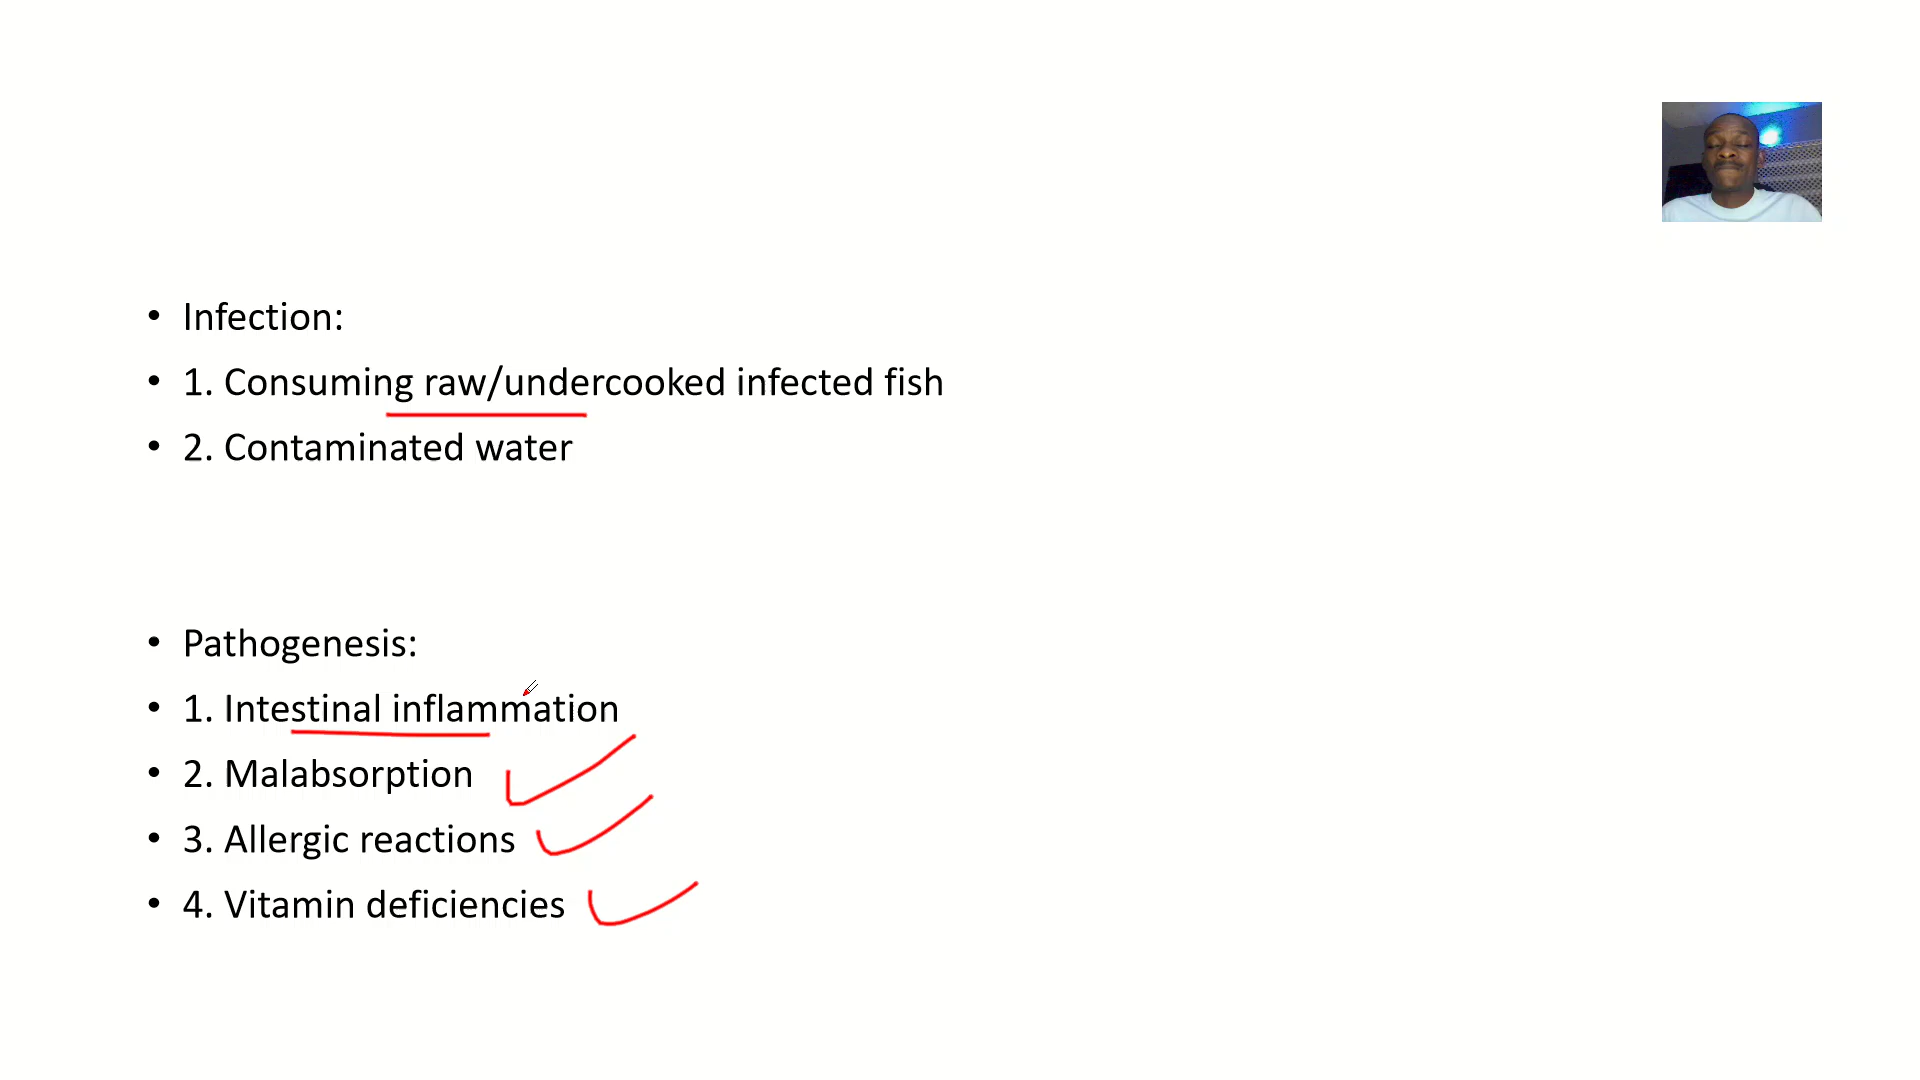 • Infection:
• 1. Consuming raw/undercooked infected fish
• 2. Contaminated water
• Pathogenesis:
• 1. Intestinal inflammation
• 2. Malabsorption
• 3. Allergic reactions
• 4. Vitamin deficiencies